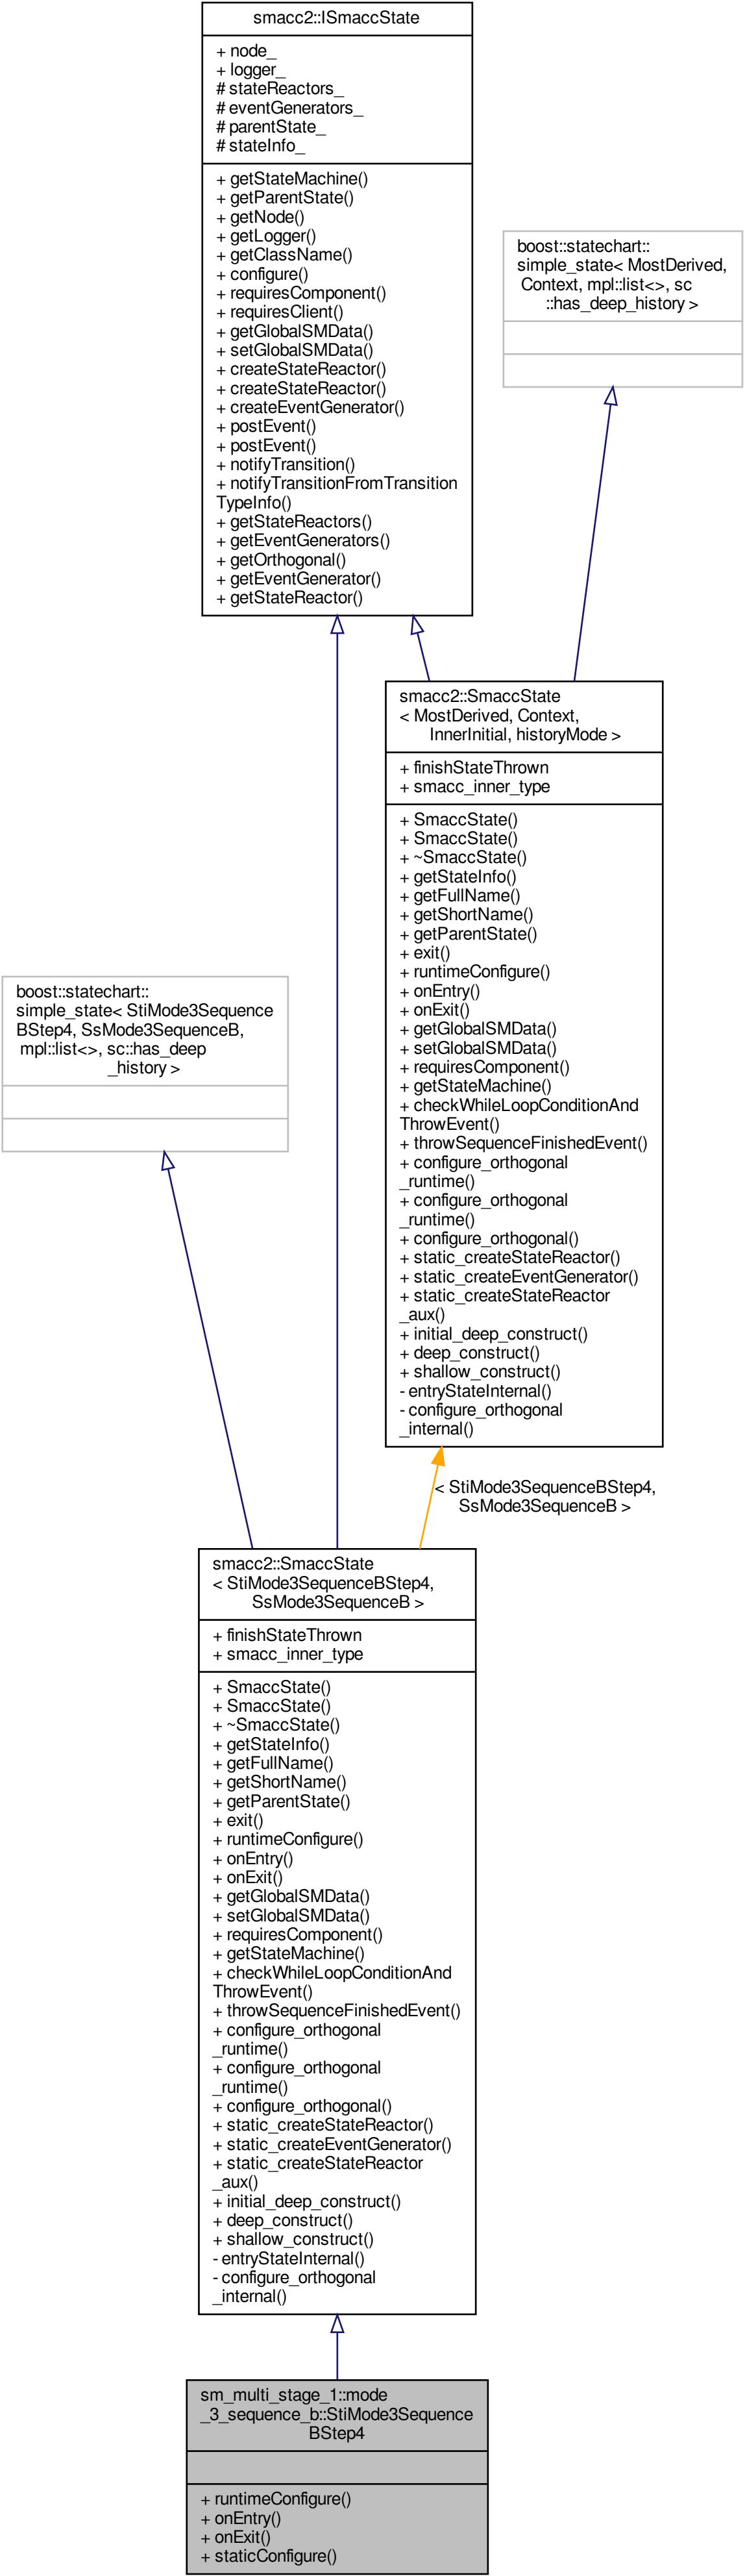 smacc2::ISmaccState
+ node_
+ logger_
# stateReactors_
# eventGenerators_
# parentState_
# stateInfo_
+ getStateMachine()
+ getParentState()
+ getNode()
+ getLogger()
+ getClassName()
+ configure()
+ requiresComponent()
+ requiresClient()
+ getGlobalSMData()
+ setGlobalSMData()
+ createStateReactor()
+ createStateReactor()
+ createEventGenerator()
+ postEvent()
+ postEvent()
+ notifyTransition()
+ notifyTransitionFromTransition
TypeInfo()
+ getStateReactors()
+ getEventGenerators()
+ getOrthogonal()
+ getEventGenerator()
+ getStateReactor()
boost::statechart::
simple_state< MostDerived,
Context, mpl::list<>, sc
::has_deep_history >
smacc2::SmaccState
< MostDerived, Context,
InnerInitial, historyMode >
+ finishStateThrown
+ smacc_inner_type
+ SmaccState()
+ SmaccState()
+ ~SmaccState()
+ getStateInfo()
+ getFullName()
+ getShortName()
+ getParentState()
+ exit()
+ runtimeConfigure()
+ onEntry()
+ onExit()
+ getGlobalSMData()
+ setGlobalSMData()
+ requiresComponent()
+ getStateMachine()
+ checkWhileLoopConditionAnd
ThrowEvent()
+ throwSequenceFinishedEvent()
+ configure_orthogonal
_runtime()
+ configure_orthogonal
_runtime()
+ configure_orthogonal()
+ static_createStateReactor()
+ static_createEventGenerator()
+ static_createStateReactor
_aux()
+ initial_deep_construct()
+ deep_construct()
+ shallow_construct()
- entryStateInternal()
- configure_orthogonal
_internal()
boost::statechart::
simple_state< StiMode3Sequence
BStep4, SsMode3SequenceB,
mpl::list<>, sc::has_deep
_history >
< StiMode3SequenceBStep4,
SsMode3SequenceB >
smacc2::SmaccState
< StiMode3SequenceBStep4,
SsMode3SequenceB >
+ finishStateThrown
+ smacc_inner_type
+ SmaccState()
+ SmaccState()
+ ~SmaccState()
+ getStateInfo()
+ getFullName()
+ getShortName()
+ getParentState()
+ exit()
+ runtimeConfigure()
+ onEntry()
+ onExit()
+ getGlobalSMData()
+ setGlobalSMData()
+ requiresComponent()
+ getStateMachine()
+ checkWhileLoopConditionAnd
ThrowEvent()
+ throwSequenceFinishedEvent()
+ configure_orthogonal
_runtime()
+ configure_orthogonal
_runtime()
+ configure_orthogonal()
+ static_createStateReactor()
+ static_createEventGenerator()
+ static_createStateReactor
_aux()
+ initial_deep_construct()
+ deep_construct()
+ shallow_construct()
- entryStateInternal()
- configure_orthogonal
_internal()
sm_multi_stage_1::mode
_3_sequence_b::StiMode3Sequence
BStep4
+ runtimeConfigure()
+ onEntry()
+ onExit()
+ staticConfigure()